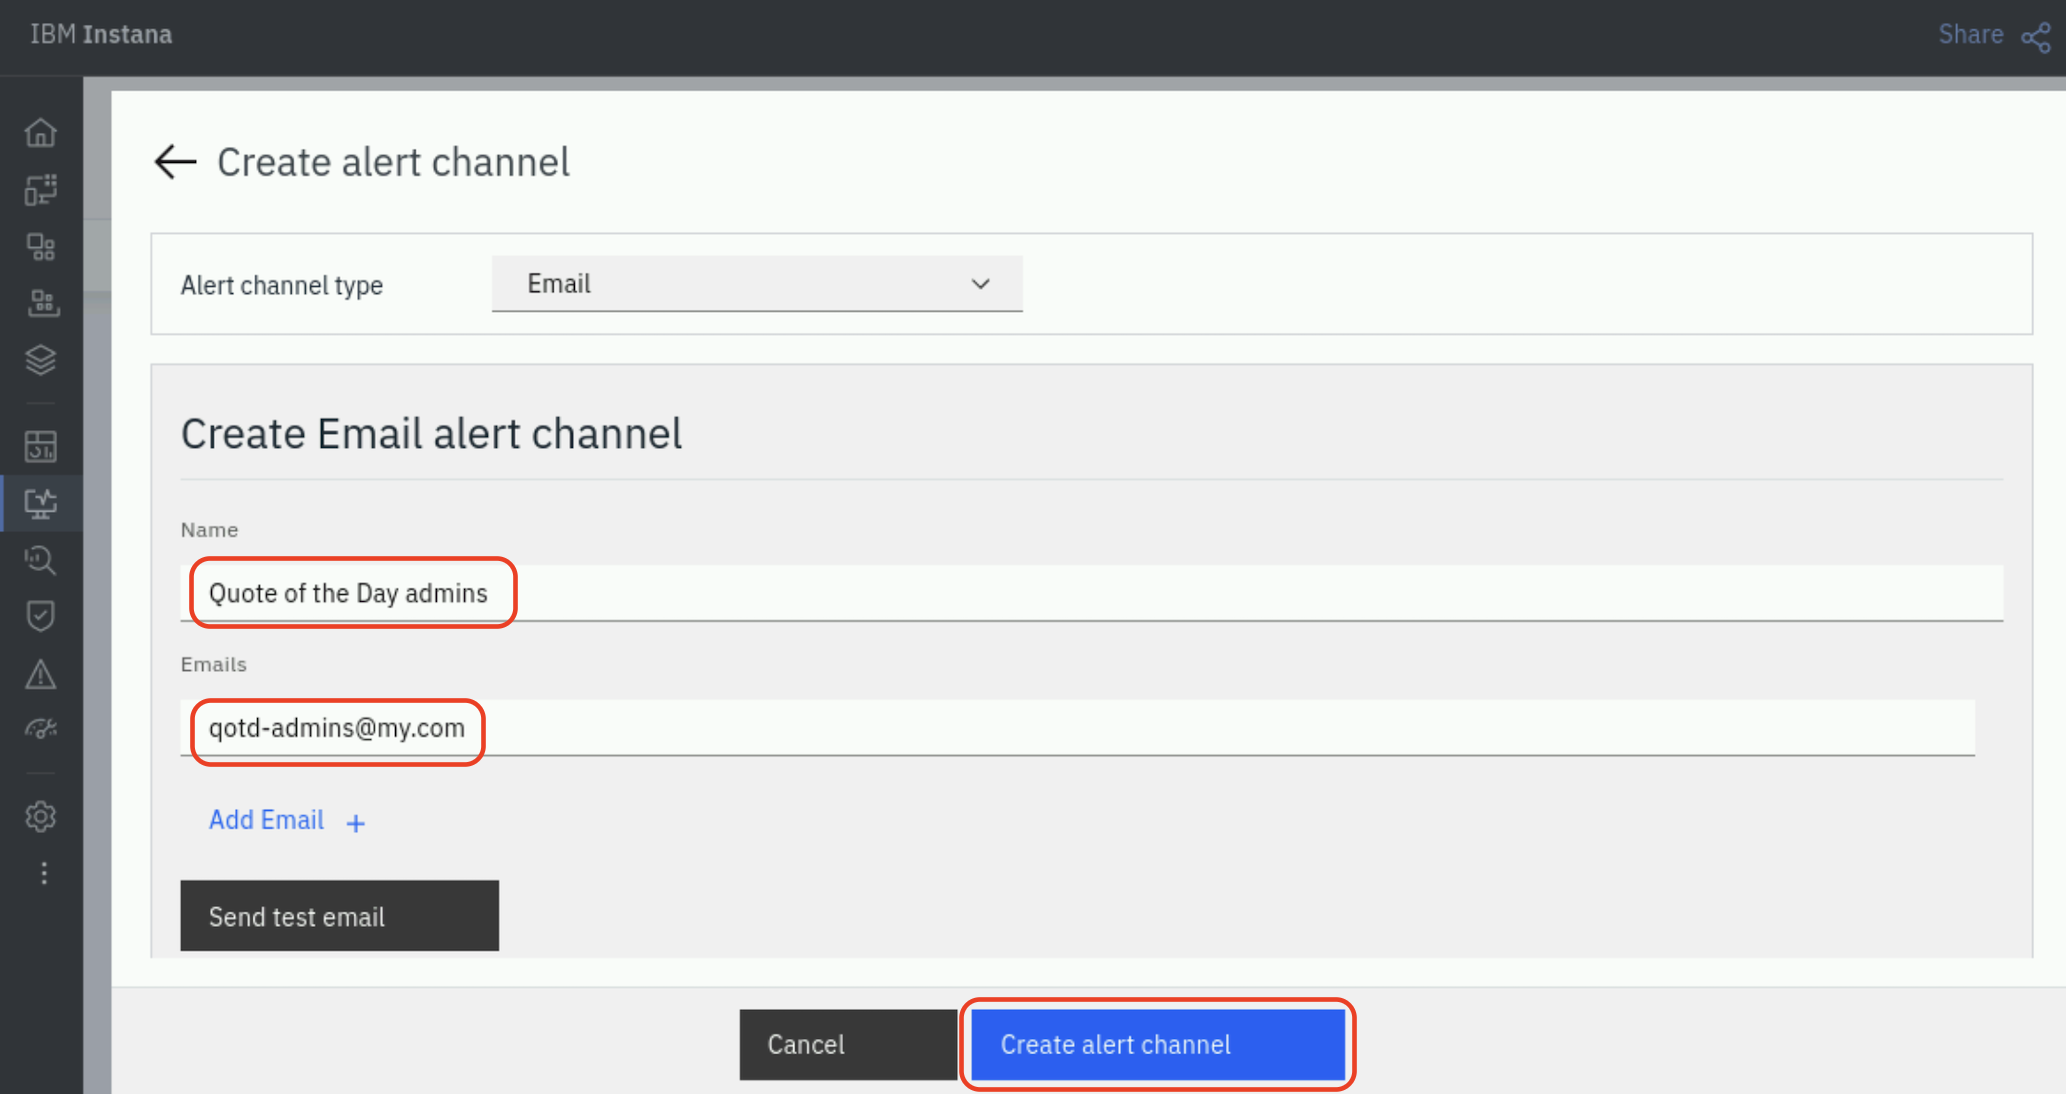 IBM Instana
Share
Create alert channel
Alert channel type
Email
Create Email alert channel
Name
Quote of the Day admins
Emails
qotd-admins@my.com
Add Email +
Send test email
Cancel
Create alert channel